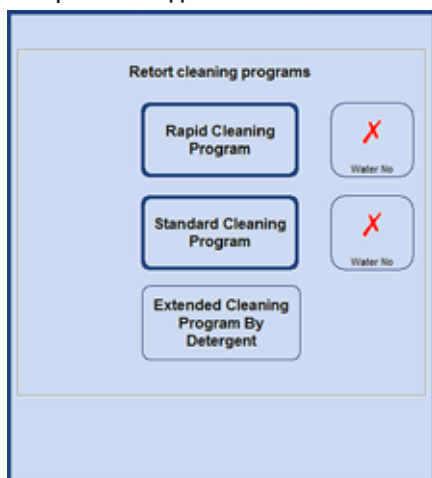 Retort cleaning programs
Rapid Cleaning
Program
✗
Water No
Standard Cleaning
Program
✗
Water No
Extended Cleaning
Program By
Detergent